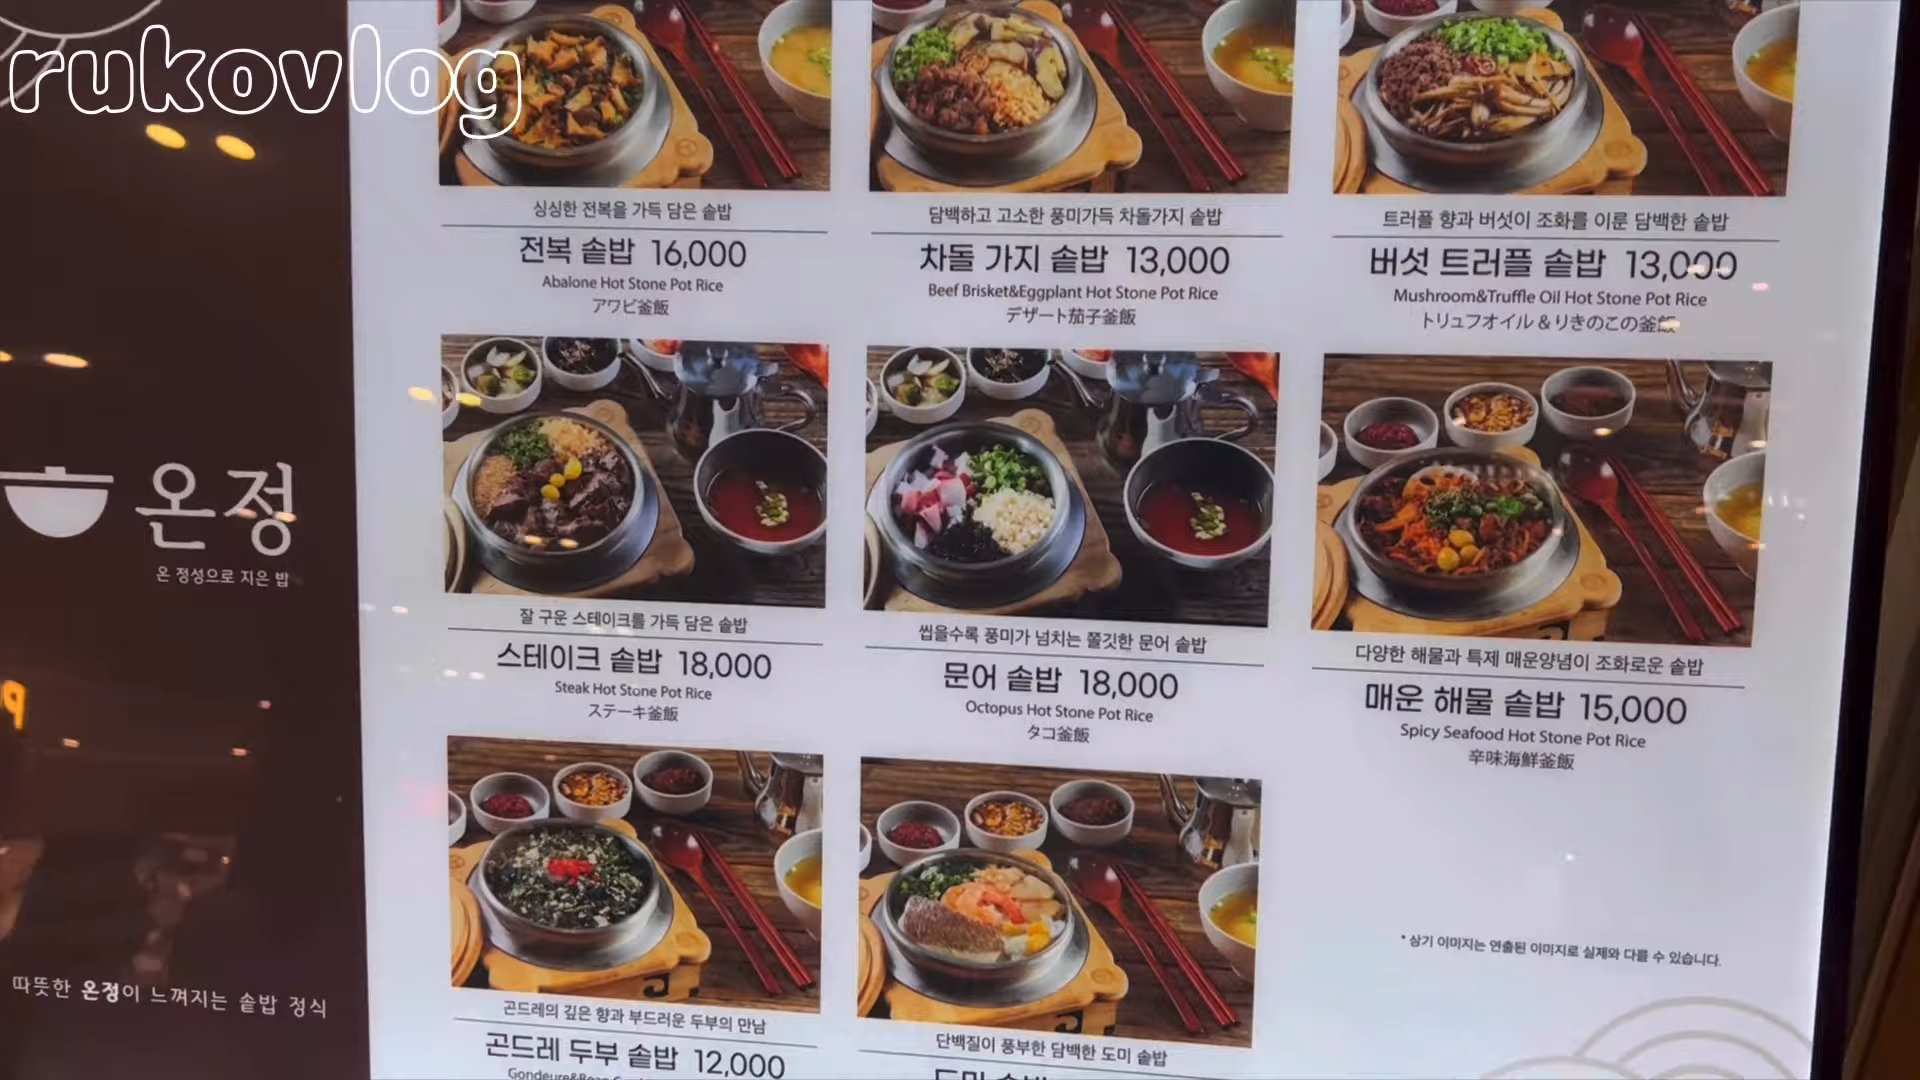 rukovlog
싱싱한 전복을 가득 담은 솥밥
전복 솥밥 16,000
Abalone Hot Stone Pot Rice
アワビ釜飯
담백하고 고소한 풍미가득 차돌가지 솥밥
차돌 가지 솥밥 13,000
Beef Brisket&Eggplant Hot Stone Pot Rice
デザート茄子釜飯
트러플 향과 버섯이 조화를 이룬 담백한 솥밥
버섯 트러플 솥밥 13,000
Mushroom&Truffle Oil Hot Stone Pot Rice
トリュフオイル&りきのこの釜飯
온정
온 정성으로 지은 밥
잘 구운 스테이크를 가득 담은 솥밥
스테이크 솥밥 18,000
Steak Hot Stone Pot Rice
ステーキ釜飯
씹을수록 풍미가 넘치는 쫄깃한 문어 솥밥
문어 솥밥 18,000
Octopus Hot Stone Pot Rice
タコ釜飯
다양한 해물과 특제 매운양념이 조화로운 솥밥
매운 해물 솥밥 15,000
Spicy Seafood Hot Stone Pot Rice
辛味海鮮釜飯
따뜻한 온정이 느껴지는 솥밥 정식
곤드레의 깊은 향과 부드러운 두부의 만남
곤드레 두부 솥밥 12,000
단백질이 풍부한 담백한 도미 솥밥
* 상기 이미지는 연출된 이미지로 실제와 다를 수 있습니다.